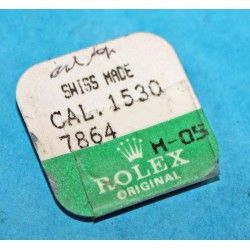 SWISS MADE
CAL. 1530
7864
M-05
ROLEX
ORIGINAL